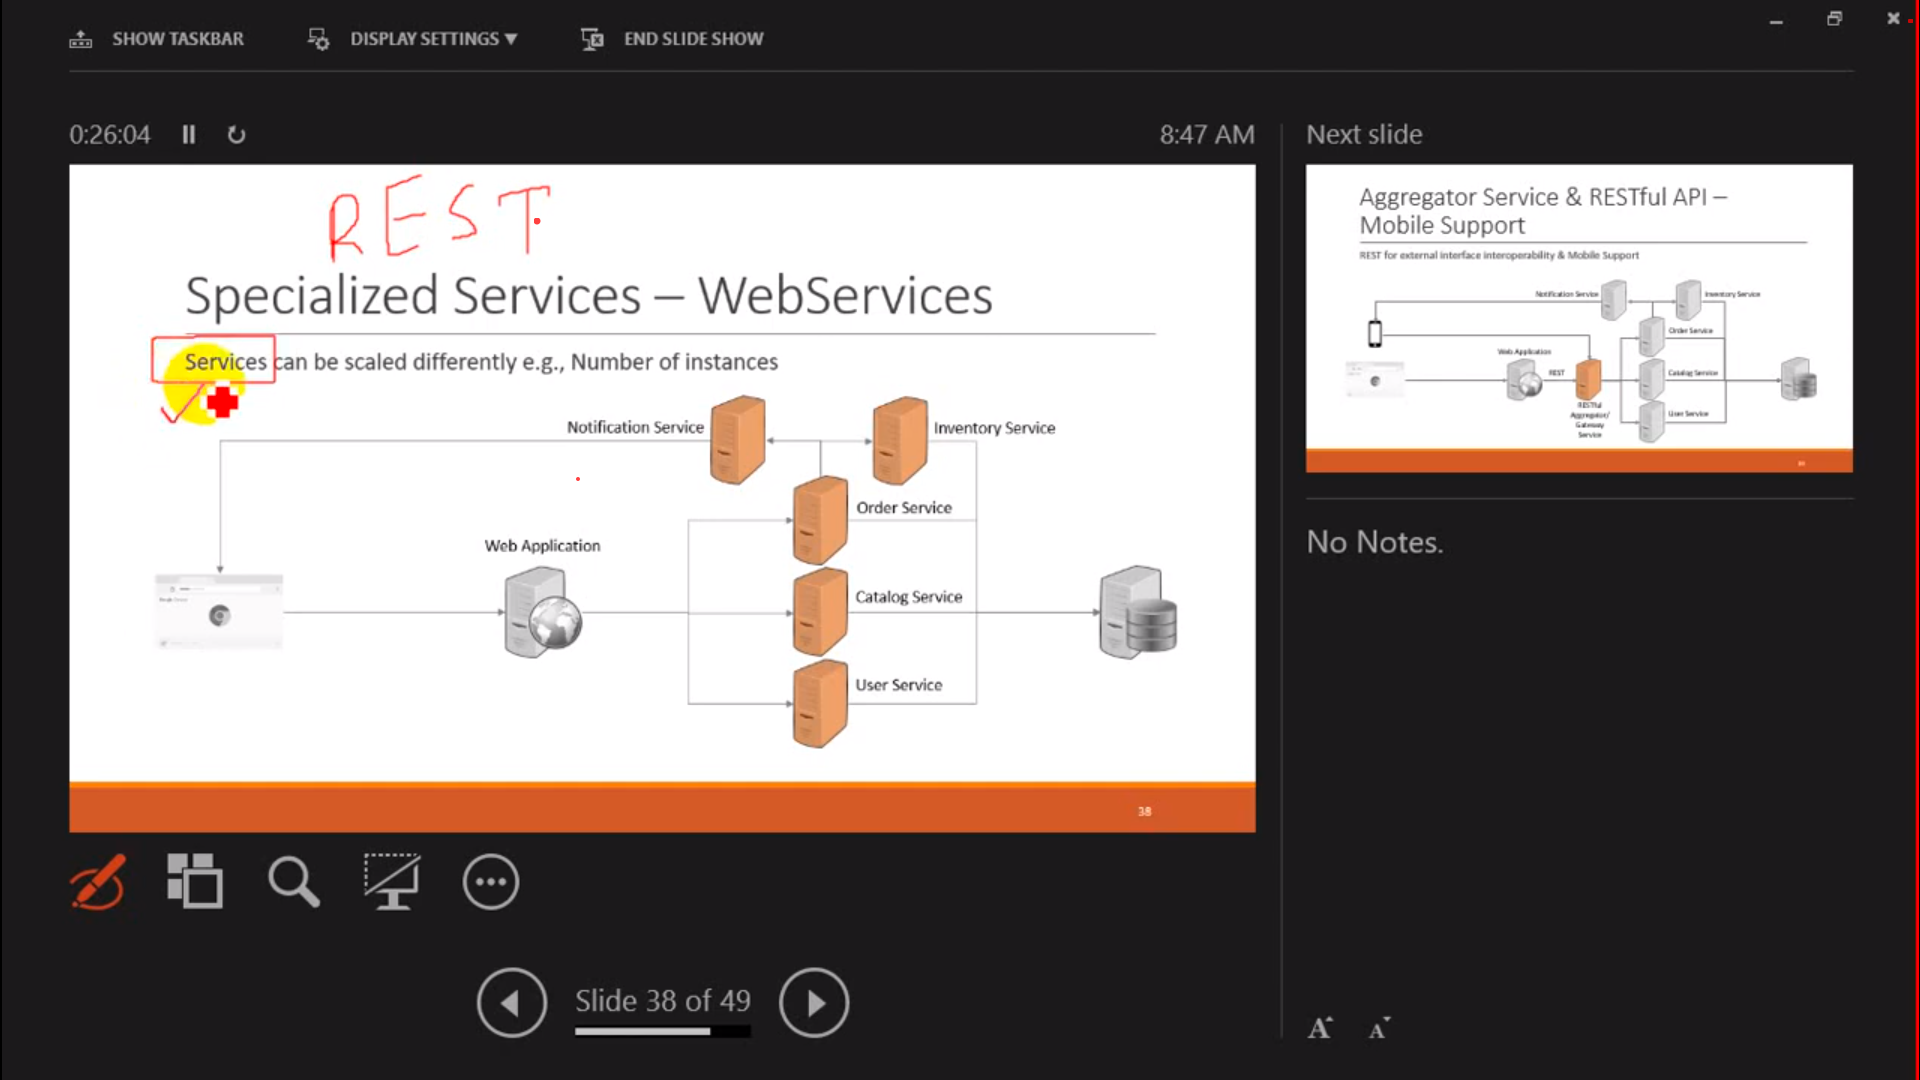 SHOW TASKBAR
DISPLAY SETTINGS ▼
END SLIDE SHOW
0:26:04
8:47 AM
REST
Specialized Services – WebServices
Services can be scaled differently e.g., Number of instances
Notification Service
Inventory Service
Order Service
Web Application
Catalog Service
User Service
38
Slide 38 of 49
Next slide
Aggregator Service & RESTful API –
Mobile Support
REST for external interface interoperability & Mobile Support
Notification Service
Inventory Service
Order Service
Web Application
REST
Catalog Service
RESTful
Aggregator/
Gateway
Service
User Service
No Notes.
A A